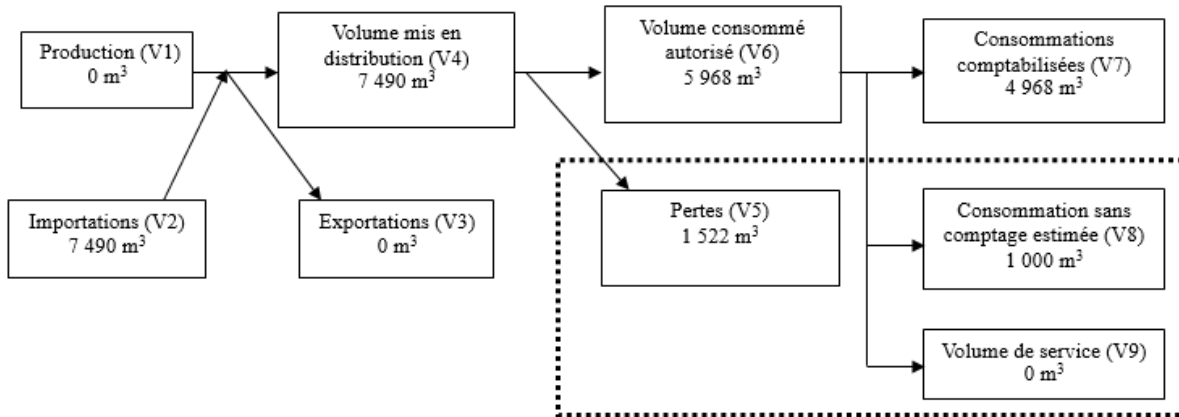 Production (V1)
0 m³
Volume mis en
distribution (V4)
7 490 m³
Volume consommé
autorisé (V6)
5 968 m³
Consommations
comptabilisées (V7)
4 968 m³
Importations (V2)
7 490 m³
Exportations (V3)
0 m³
Pertes (V5)
1 522 m³
Consommation sans
comptage estimée (V8)
1 000 m³
Volume de service (V9)
0 m³